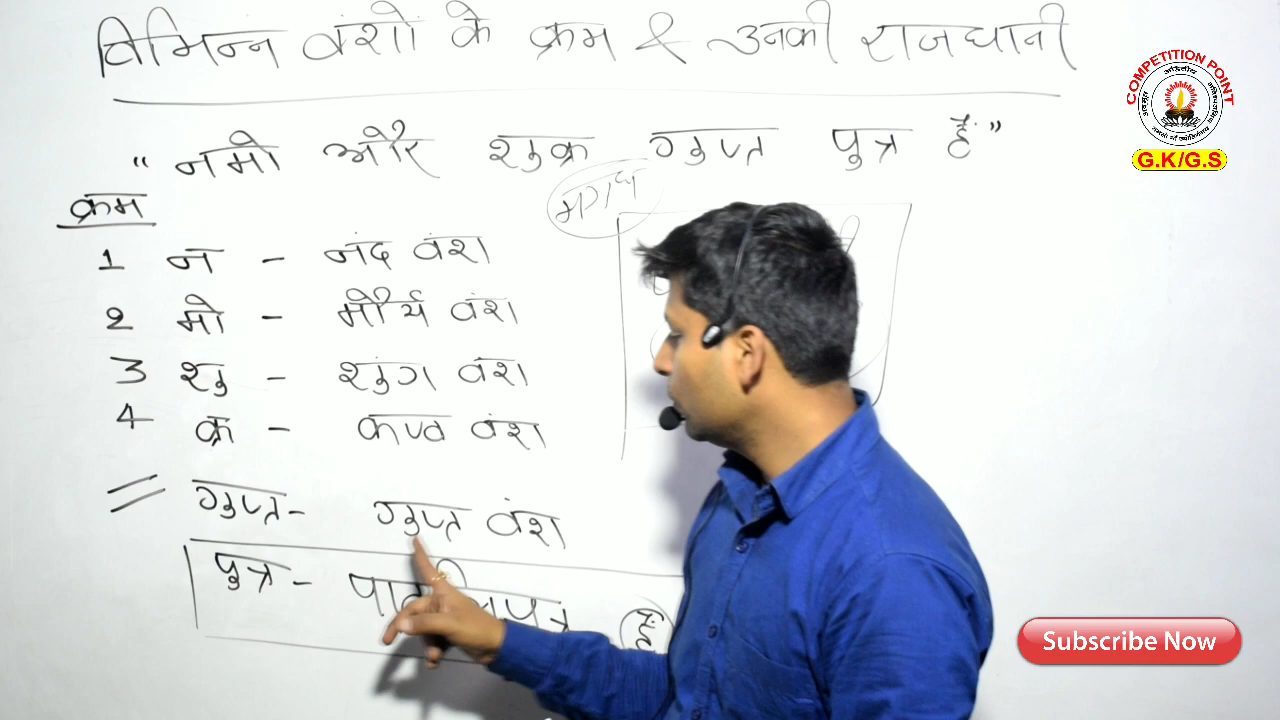 विभिन्न वंशो के क्रम & उनकी राजधानी
“नमो और शुक्र गुप्त पुत्र हैं”
मगध
क्रम
1 न - नंद वंश
2 मो - मौर्य वंश
3 शु - शुंग वंश
4 क्र - कण्व वंश
= गुप्त - गुप्त वंश
पुत्र - हैं
COMPETITION POINT
G.K/G.S
Subscribe Now